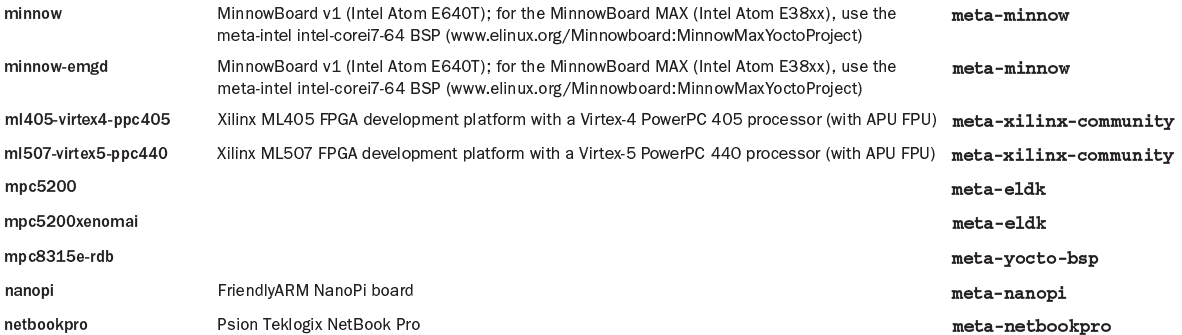 minnow MinnowBoard v1 (Intel Atom E640T); for the MinnowBoard MAX (Intel Atom E38xx), use the meta-minnow
meta-intel intel-corei7-64 BSP (www.elinux.org/Minnowboard:MinnowMaxYoctoProject)
minnow-emgd MinnowBoard v1 (Intel Atom E640T); for the MinnowBoard MAX (Intel Atom E38xx), use the meta-minnow
meta-intel intel-corei7-64 BSP (www.elinux.org/Minnowboard:MinnowMaxYoctoProject)
ml405-virtex4-ppc405 Xilinx ML405 FPGA development platform with a Virtex-4 PowerPC 405 processor (with APU FPU) meta-xilinx-community
ml507-virtex5-ppc440 Xilinx ML507 FPGA development platform with a Virtex-5 PowerPC 440 processor (with APU FPU) meta-xilinx-community
mpc5200 meta-eldk
mpc5200xenomai meta-eldk
mpc8315e-rdb meta-yocto-bsp
nanopi FriendlyARM NanoPi board meta-nanopi
netbookpro Psion Teklogix NetBook Pro meta-netbookpro